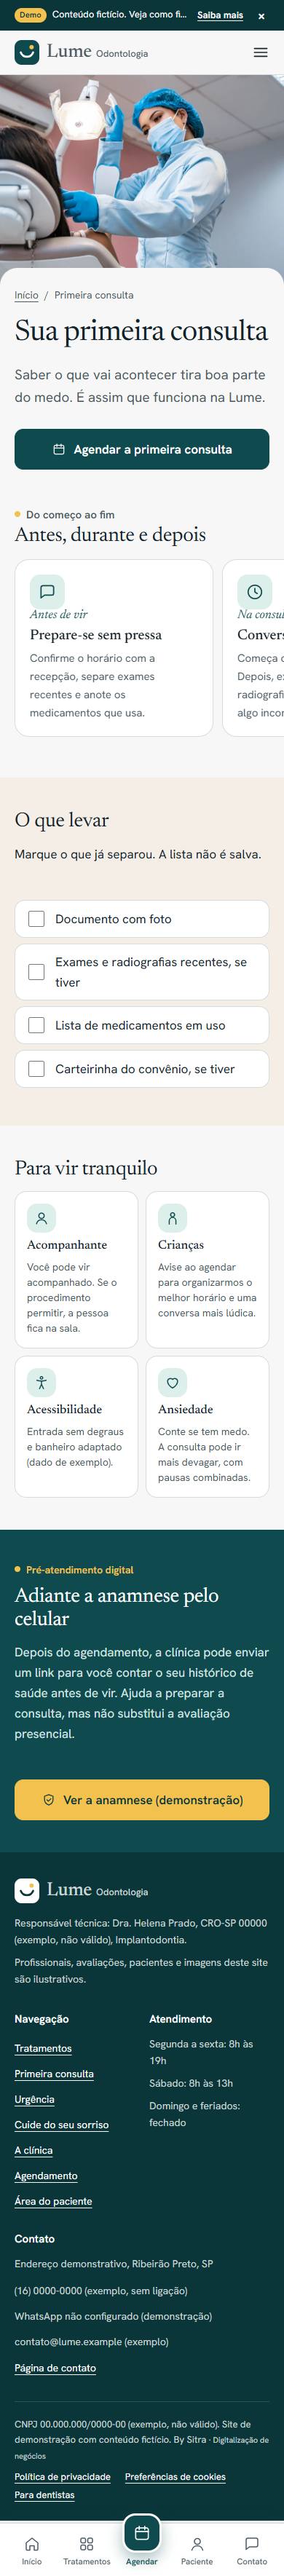 Demo Conteúdo fictício. Veja como fi... Saiba mais ×
Lume Odontologia
Início / Primeira consulta
Sua primeira consulta
Saber o que vai acontecer tira boa parte
do medo. É assim que funciona na Lume.
Agendar a primeira consulta
Do começo ao fim
Antes, durante e depois
Antes de vir
Prepare-se sem pressa
Confirme o horário com a
recepção, separe exames
recentes e anote os
medicamentos que usa.
Na consul
Convers
Começa c
Depois, e
radiografi
algo incor
O que levar
Marque o que já separou. A lista não é salva.
Documento com foto
Exames e radiografias recentes, se
tiver
Lista de medicamentos em uso
Carteirinha do convênio, se tiver
Para vir tranquilo
Acompanhante
Você pode vir
acompanhado. Se o
procedimento
permitir, a pessoa
fica na sala.
Crianças
Avise ao agendar
para organizarmos o
melhor horário e uma
conversa mais lúdica.
Acessibilidade
Entrada sem degraus
e banheiro adaptado
(dado de exemplo).
Ansiedade
Conte se tem medo.
A consulta pode ir
mais devagar, com
pausas combinadas.
Pré-atendimento digital
Adiante a anamnese pelo
celular
Depois do agendamento, a clínica pode enviar
um link para você contar o seu histórico de
saúde antes de vir. Ajuda a preparar a
consulta, mas não substitui a avaliação
presencial.
Ver a anamnese (demonstração)
Lume Odontologia
Responsável técnica: Dra. Helena Prado, CRO-SP 00000
(exemplo, não válido), Implantodontia.
Profissionais, avaliações, pacientes e imagens deste site
são ilustrativos.
Navegação
Tratamentos
Primeira consulta
Urgência
Cuide do seu sorriso
A clínica
Agendamento
Área do paciente
Atendimento
Segunda a sexta: 8h às
19h
Sábado: 8h às 13h
Domingo e feriados:
fechado
Contato
Endereço demonstrativo, Ribeirão Preto, SP
(16) 0000-0000 (exemplo, sem ligação)
WhatsApp não configurado (demonstração)
contato@lume.example (exemplo)
Página de contato
CNPJ 00.000.000/0000-00 (exemplo, não válido). Site de
demonstração com conteúdo fictício. By Sitra · Digitalização de
negócios
Política de privacidade Preferências de cookies
Para dentistas
Início Tratamentos Agendar Paciente Contato